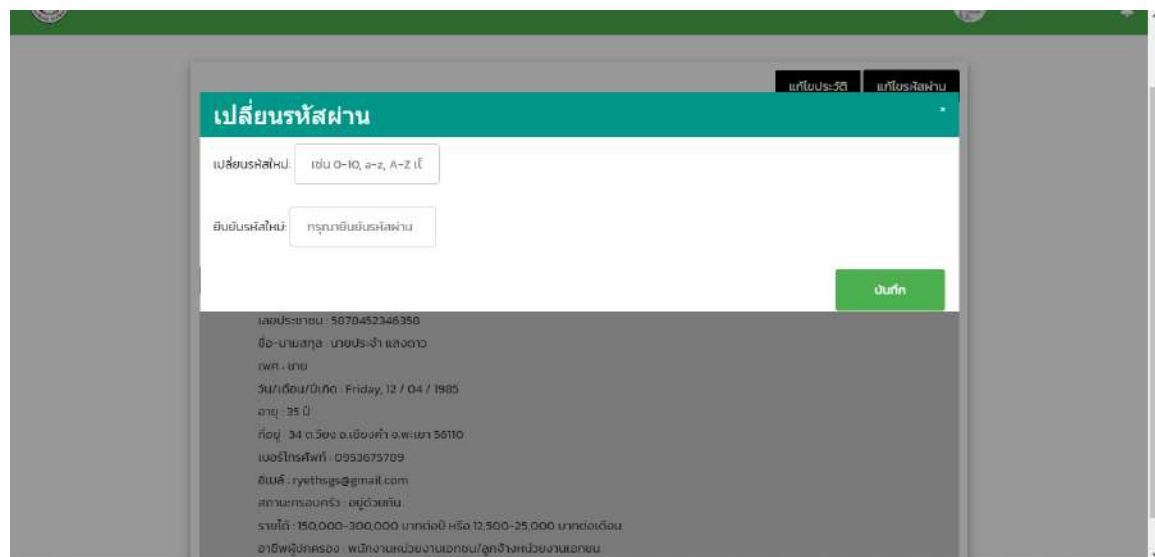 แก้ไขประวัติ แก้ไขรหัสผ่าน
เปลี่ยนรหัสผ่าน
เปลี่ยนรหัสใหม่: เช่น 0-10, a-z, A-Z เ
ยืนยันรหัสใหม่: กรุณายืนยันรหัสผ่าน
บันทึก
เลขประชาชน : 5670452346350
ชื่อ-นามสกุล : นายประจำ แสงดาว
เพศ : ชาย
วัน/เดือน/ปีเกิด : Friday, 12 / 04 / 1985
อายุ : 35 ปี
ที่อยู่ : 34 ต.เวียง อ.เชียงคำ จ.พะเยา 56110
เบอร์โทรศัพท์ : 0953675789
อีเมล์ : ryethsgs@gmail.com
สถานะครอบครัว : อยู่ด้วยกัน
รายได้ : 150,000-300,000 บาทต่อปี หรือ 12,500-25,000 บาทต่อเดือน
อาชีพผู้ปกครอง : พนักงานหน่วยงานเอกชน/ลูกจ้างหน่วยงานเอกชน